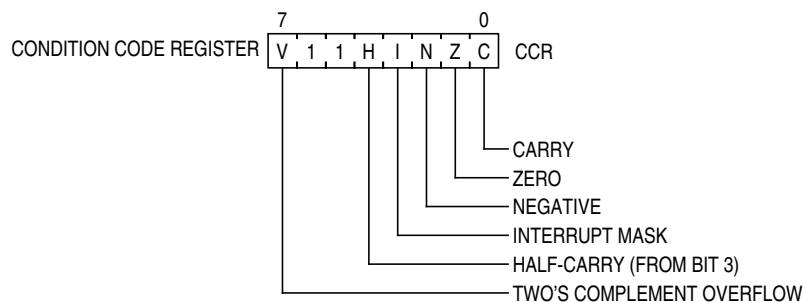 7 0
CONDITION CODE REGISTER V 1 1 H I N Z C CCR
CARRY
ZERO
NEGATIVE
INTERRUPT MASK
HALF-CARRY (FROM BIT 3)
TWO'S COMPLEMENT OVERFLOW